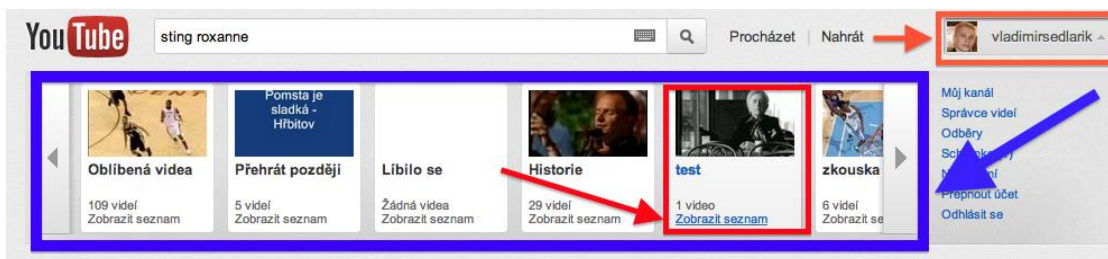 You Tube
sting roxanne
Procházet
Nahrát
vladimirsedlarik
Pomsta je
sladká -
Hřbitov
Oblíbená videa
109 videí
Zobrazit seznam
Přehrát později
5 videí
Zobrazit seznam
Líbilo se
Žádná videa
Zobrazit seznam
Historie
29 videí
Zobrazit seznam
test
1 video
Zobrazit seznam
zkouska
6 videí
Zobrazit se
Můj kanál
Správce videí
Odběry
Přepnout účet
Odhlásit se